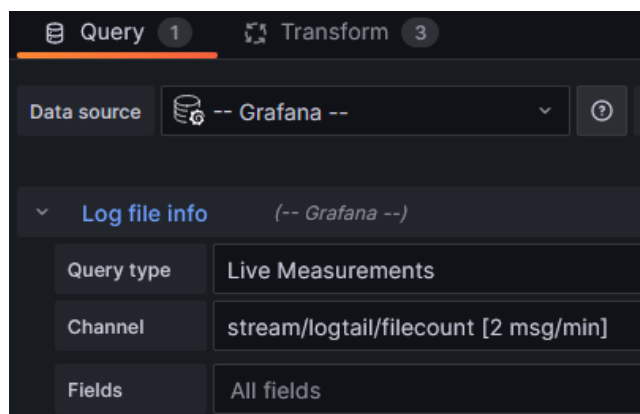 Query 1 Transform 3
Data source -- Grafana --
Log file info (-- Grafana --)
Query type Live Measurements
Channel stream/logtail/filecount [2 msg/min]
Fields All fields